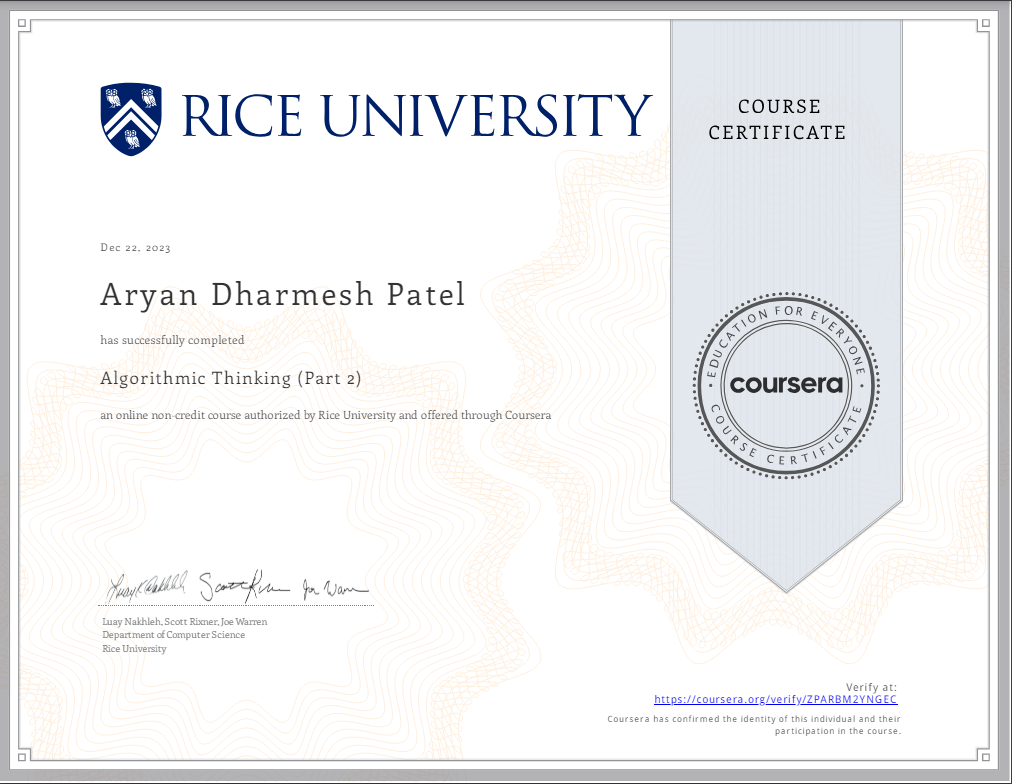 RICE UNIVERSITY
COURSE
CERTIFICATE
Dec 22, 2023
Aryan Dharmesh Patel
has successfully completed
Algorithmic Thinking (Part 2)
an online non-credit course authorized by Rice University and offered through Coursera
EDUCATION FOR EVERYONE
coursera
COURSE CERTIFICATE
Luay K Nakhleh Scott Rixner Joe Warren
Luay Nakhleh, Scott Rixner, Joe Warren
Department of Computer Science
Rice University
Verify at:
https://coursera.org/verify/ZPARBM2YNGEC
Coursera has confirmed the identity of this individual and their
participation in the course.